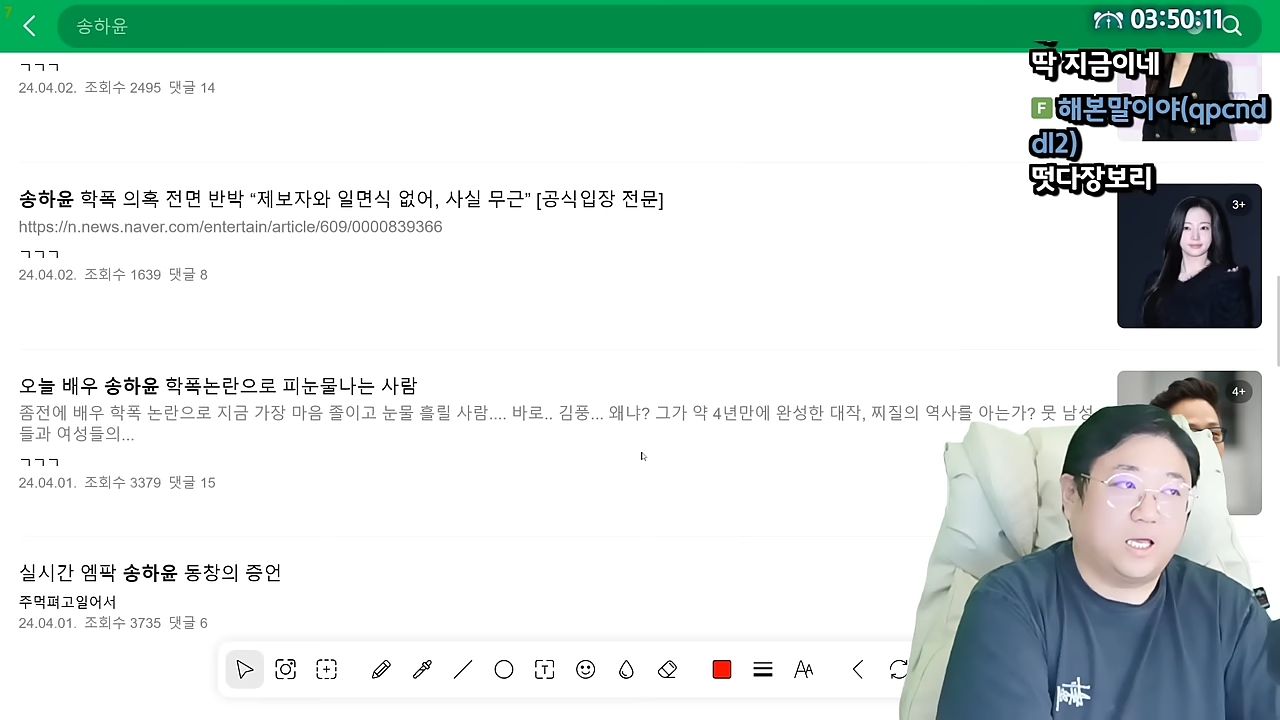 7
송하윤
03:50:11
딱 지금이네
F 해본말이야(qpcnd
dl2)
떳다장보리
ㄱㄱㄱ
24.04.02. 조회수 2495 댓글 14
송하윤 학폭 의혹 전면 반박 “제보자와 일면식 없어, 사실 무근” [공식입장 전문]
https://n.news.naver.com/entertain/article/609/0000839366
ㄱㄱㄱ
24.04.02. 조회수 1639 댓글 8
3+
오늘 배우 송하윤 학폭논란으로 피눈물나는 사람
종전에 배우 학폭 논란으로 지금 가장 마음 졸이고 눈물 흘릴 사람.... 바로.. 김풍... 왜냐? 그가 약 4년만에 완성한 대작, 찌질의 역사를 아는가? 뭇 남성
들과 여성들의...
ㄱㄱㄱ
24.04.01. 조회수 3379 댓글 15
4+
실시간 엠팍 송하윤 동창의 증언
주먹펴고일어서
24.04.01. 조회수 3735 댓글 6
T
AA